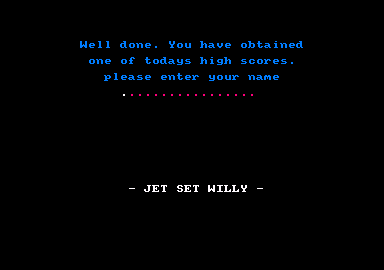 Well done. You have obtained
one of todays high scores.
please enter your name
.................
- JET SET WILLY -